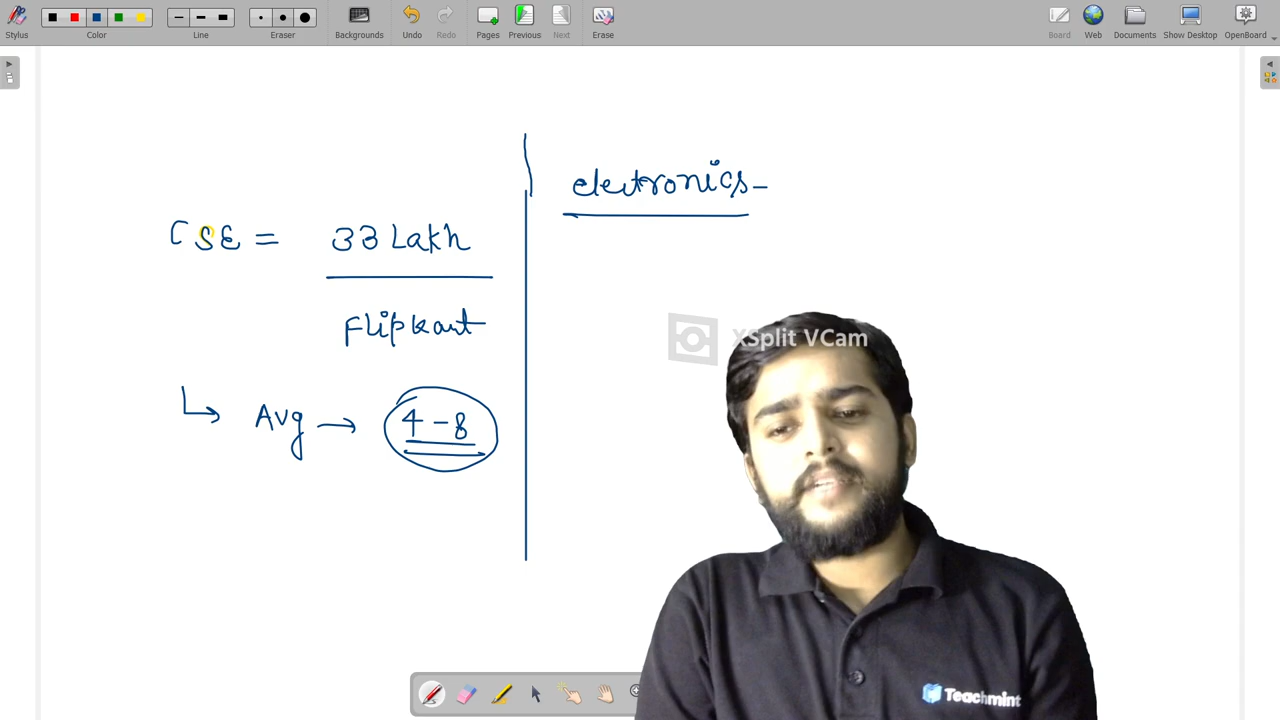 Stylus
Color
Line
Eraser
Backgrounds
Undo
Redo
Pages
Previous
Next
Erase
Board
Web
Documents
Show Desktop
OpenBoard
electronics-
CSE = 33 Lakh
Flipkart
Avg → 4-8
XSplit VCam
Teachmint